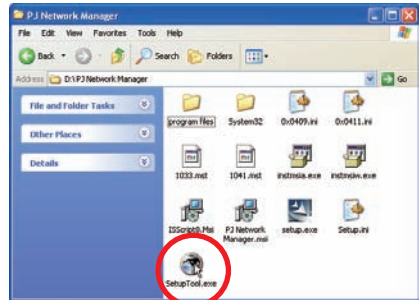 PJ Network Manager
File Edit View Favorites Tools Help
Back Search Folders
Address D:\PJ Network Manager Go
File and Folder Tasks
Other Places
Details
program files System32 0x0409.ini 0x0411.ini
1033.mst 1041.mst instmsia.exe instmsiw.exe
ISScript9.Msi PJ Network Manager.msi setup.exe Setup.ini
SetupTool.exe